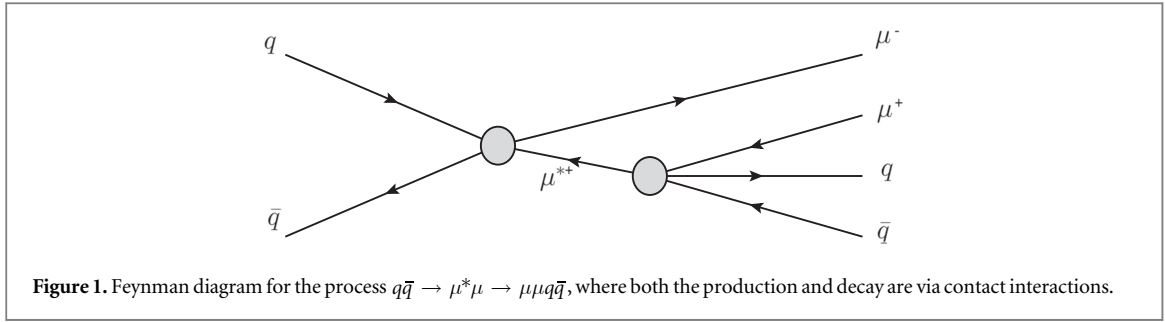 q
μ⁻
μ⁺
μ*⁺
q
q̄
q̄
Figure 1. Feynman diagram for the process qq̄ → μ*μ → μμqq̄, where both the production and decay are via contact interactions.